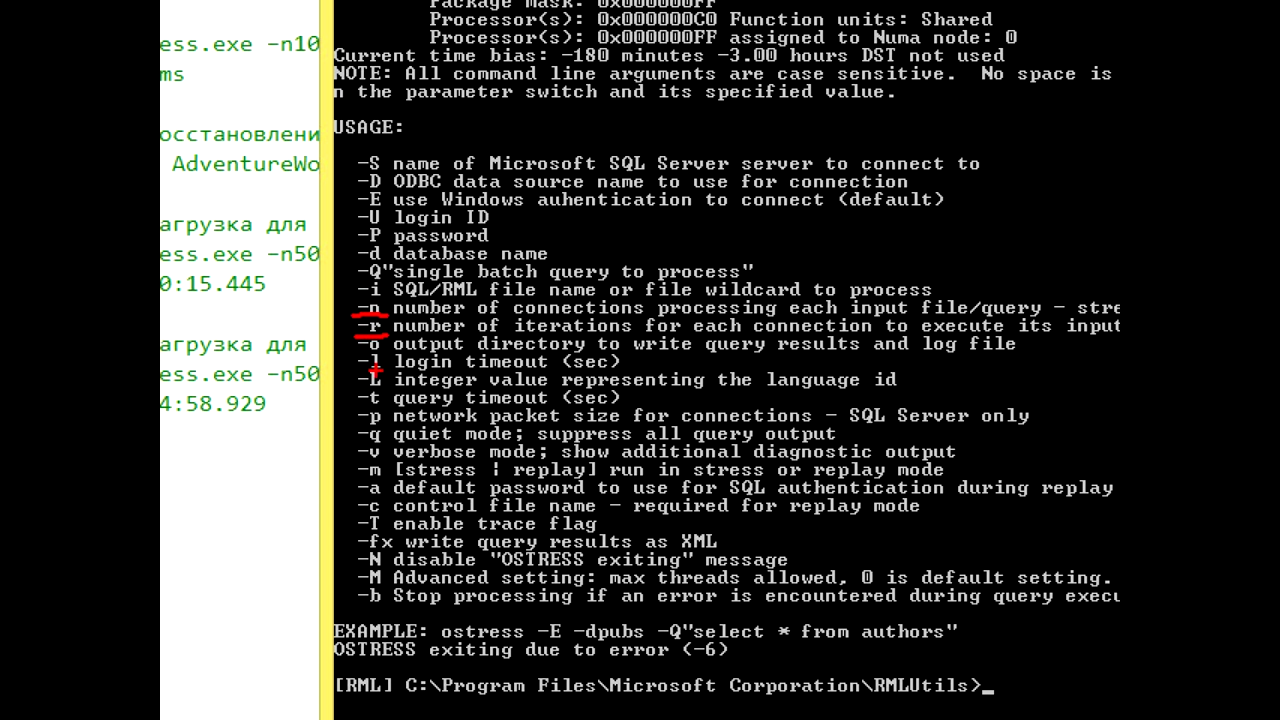 ess.exe -n10
ms
осстановлени
AdventureWo
агрузка для
ess.exe -n50
0:15.445
агрузка для
ess.exe -n50
4:58.929
Package mask: 0x000000FF
Processor(s): 0x000000C0 Function units: Shared
Processor(s): 0x000000FF assigned to Numa node: 0
Current time bias: -180 minutes -3.00 hours DST not used
NOTE: All command line arguments are case sensitive.  No space is
n the parameter switch and its specified value.
USAGE:
-S name of Microsoft SQL Server server to connect to
-D ODBC data source name to use for connection
-E use Windows auhentication to connect (default)
-U login ID
-P password
-d database name
-Q"single batch query to process"
-i SQL/RML file name or file wildcard to process
-n number of connections processing each input file/query - stre
-r number of iterations for each connection to execute its input
-o output directory to write query results and log file
-l login timeout (sec)
-L integer value representing the language id
-t query timeout (sec)
-p network packet size for connections - SQL Server only
-q quiet mode; suppress all query output
-v verbose mode; show additional diagnostic output
-m [stress | replay] run in stress or replay mode
-a default password to use for SQL authentication during replay
-c control file name - required for replay mode
-T enable trace flag
-fx write query results as XML
-N disable "OSTRESS exiting" message
-M Advanced setting: max threads allowed, 0 is default setting.
-b Stop processing if an error is encountered during query execu
EXAMPLE: ostress -E -dpubs -Q"select * from authors"
OSTRESS exiting due to error (-6)
[RML] C:\Program Files\Microsoft Corporation\RMLUtils>_